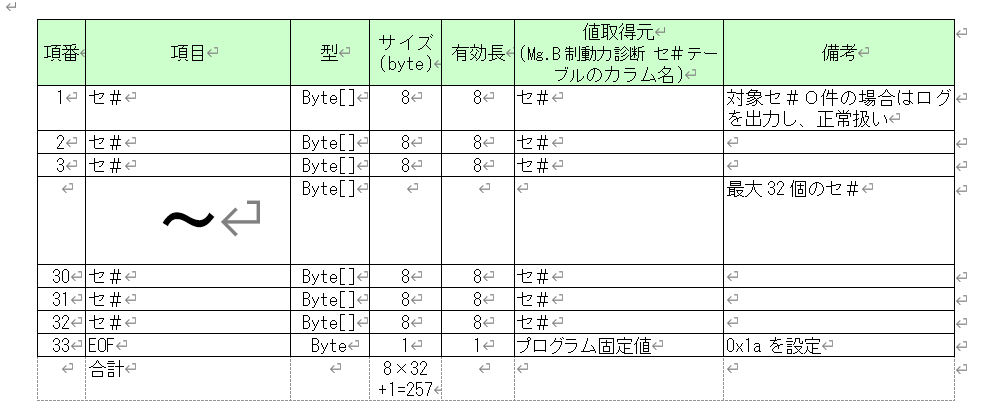 項番 項目 型 サイズ 有効長 値取得元 備考
(byte) (Mg.B制動力診断 セ#テー
ブルのカラム名)
1 セ# Byte[] 8 8 セ# 対象セ#0件の場合はログ
を出力し、正常扱い
2 セ# Byte[] 8 8 セ#
3 セ# Byte[] 8 8 セ#
Byte[] 最大32個のセ#
~
30 セ# Byte[] 8 8 セ#
31 セ# Byte[] 8 8 セ#
32 セ# Byte[] 8 8 セ#
33 EOF Byte 1 1 プログラム固定値 0x1aを設定
合計 8×32
+1=257